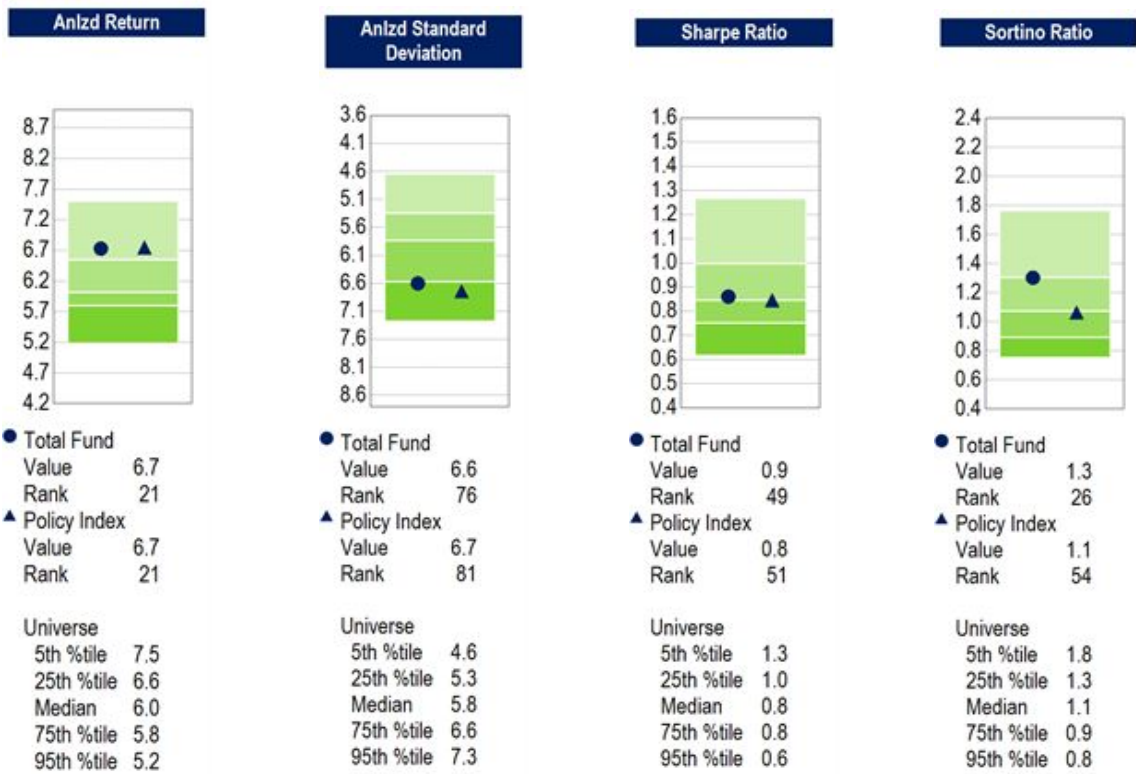 Anlzd Return
8.7
8.2
7.7
7.2
6.7
6.2
5.7
5.2
4.7
4.2
Total Fund
Value 6.7
Rank 21
Policy Index
Value 6.7
Rank 21
Universe
5th %tile 7.5
25th %tile 6.6
Median 6.0
75th %tile 5.8
95th %tile 5.2
Anlzd Standard
Deviation
3.6
4.1
4.6
5.1
5.6
6.1
6.6
7.1
7.6
8.1
8.6
Total Fund
Value 6.6
Rank 76
Policy Index
Value 6.7
Rank 81
Universe
5th %tile 4.6
25th %tile 5.3
Median 5.8
75th %tile 6.6
95th %tile 7.3
Sharpe Ratio
1.6
1.5
1.4
1.3
1.2
1.1
1.0
0.9
0.8
0.7
0.6
0.5
0.4
Total Fund
Value 0.9
Rank 49
Policy Index
Value 0.8
Rank 51
Universe
5th %tile 1.3
25th %tile 1.0
Median 0.8
75th %tile 0.8
95th %tile 0.6
Sortino Ratio
2.4
2.2
2.0
1.8
1.6
1.4
1.2
1.0
0.8
0.6
0.4
Total Fund
Value 1.3
Rank 26
Policy Index
Value 1.1
Rank 54
Universe
5th %tile 1.8
25th %tile 1.3
Median 1.1
75th %tile 0.9
95th %tile 0.8